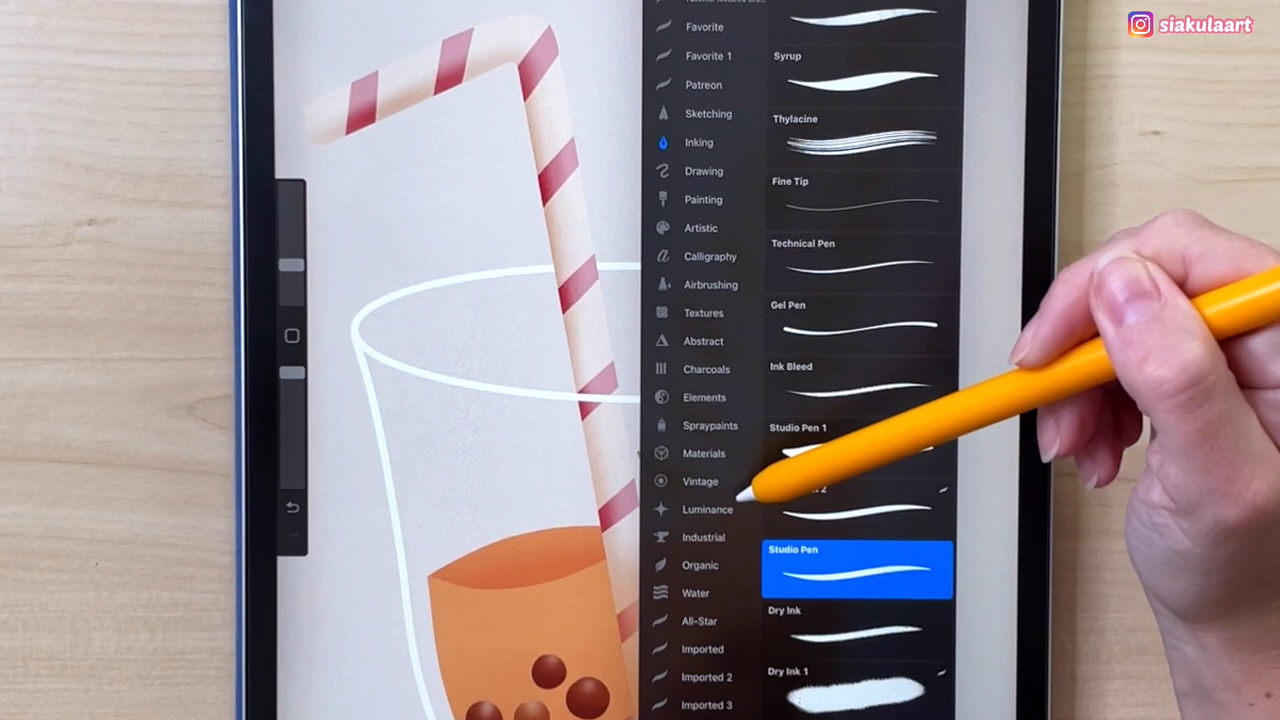 siakulaart
Favorite
Favorite 1
Patreon
Sketching
Inking
Drawing
Painting
Artistic
Calligraphy
Airbrushing
Textures
Abstract
Charcoals
Elements
Spraypaints
Materials
Vintage
Luminance
Industrial
Organic
Water
All-Star
Imported
Imported 2
Imported 3
Syrup
Thylacine
Fine Tip
Technical Pen
Gel Pen
Ink Bleed
Studio Pen 1
2
Studio Pen
Dry Ink
Dry Ink 1